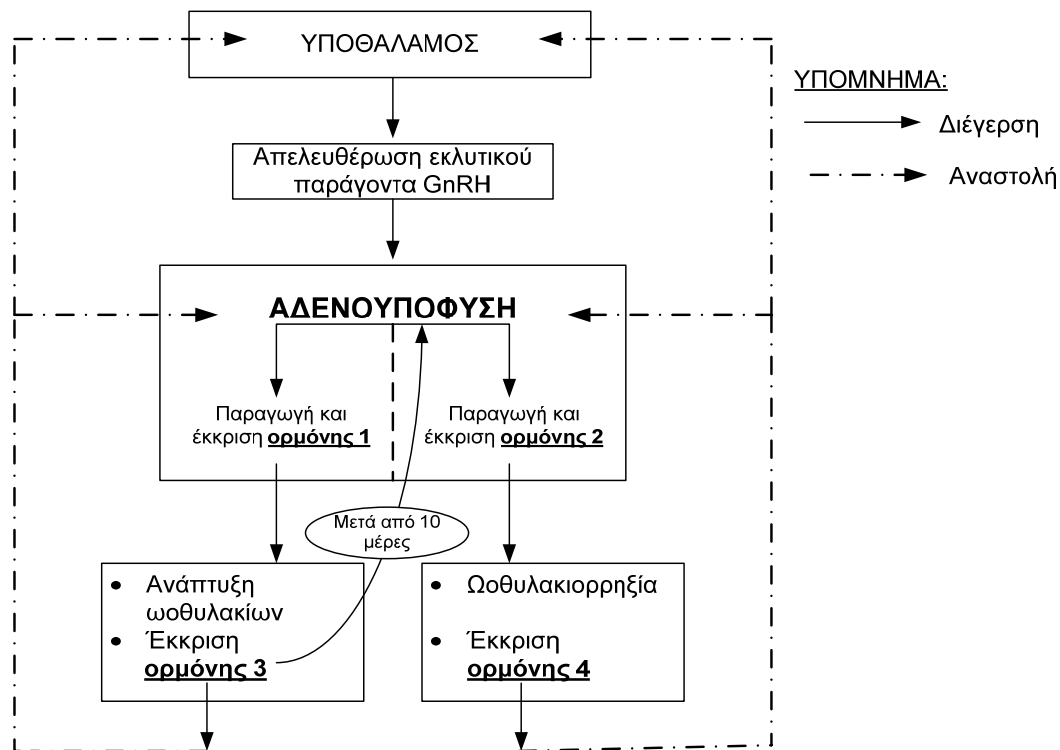 ΥΠΟΘΑΛΑΜΟΣ
ΥΠΟΜΝΗΜΑ:
Διέγερση
Αναστολή
Απελευθέρωση εκλυτικού
παράγοντα GnRH
ΑΔΕΝΟΥΠΟΦΥΣΗ
Παραγωγή και
έκκριση ορμόνης 1
Παραγωγή και
έκκριση ορμόνης 2
Μετά από 10
μέρες
• Ανάπτυξη
ωοθυλακίων
• Έκκριση
ορμόνης 3
• Ωοθυλακιορρηξία
• Έκκριση
ορμόνης 4